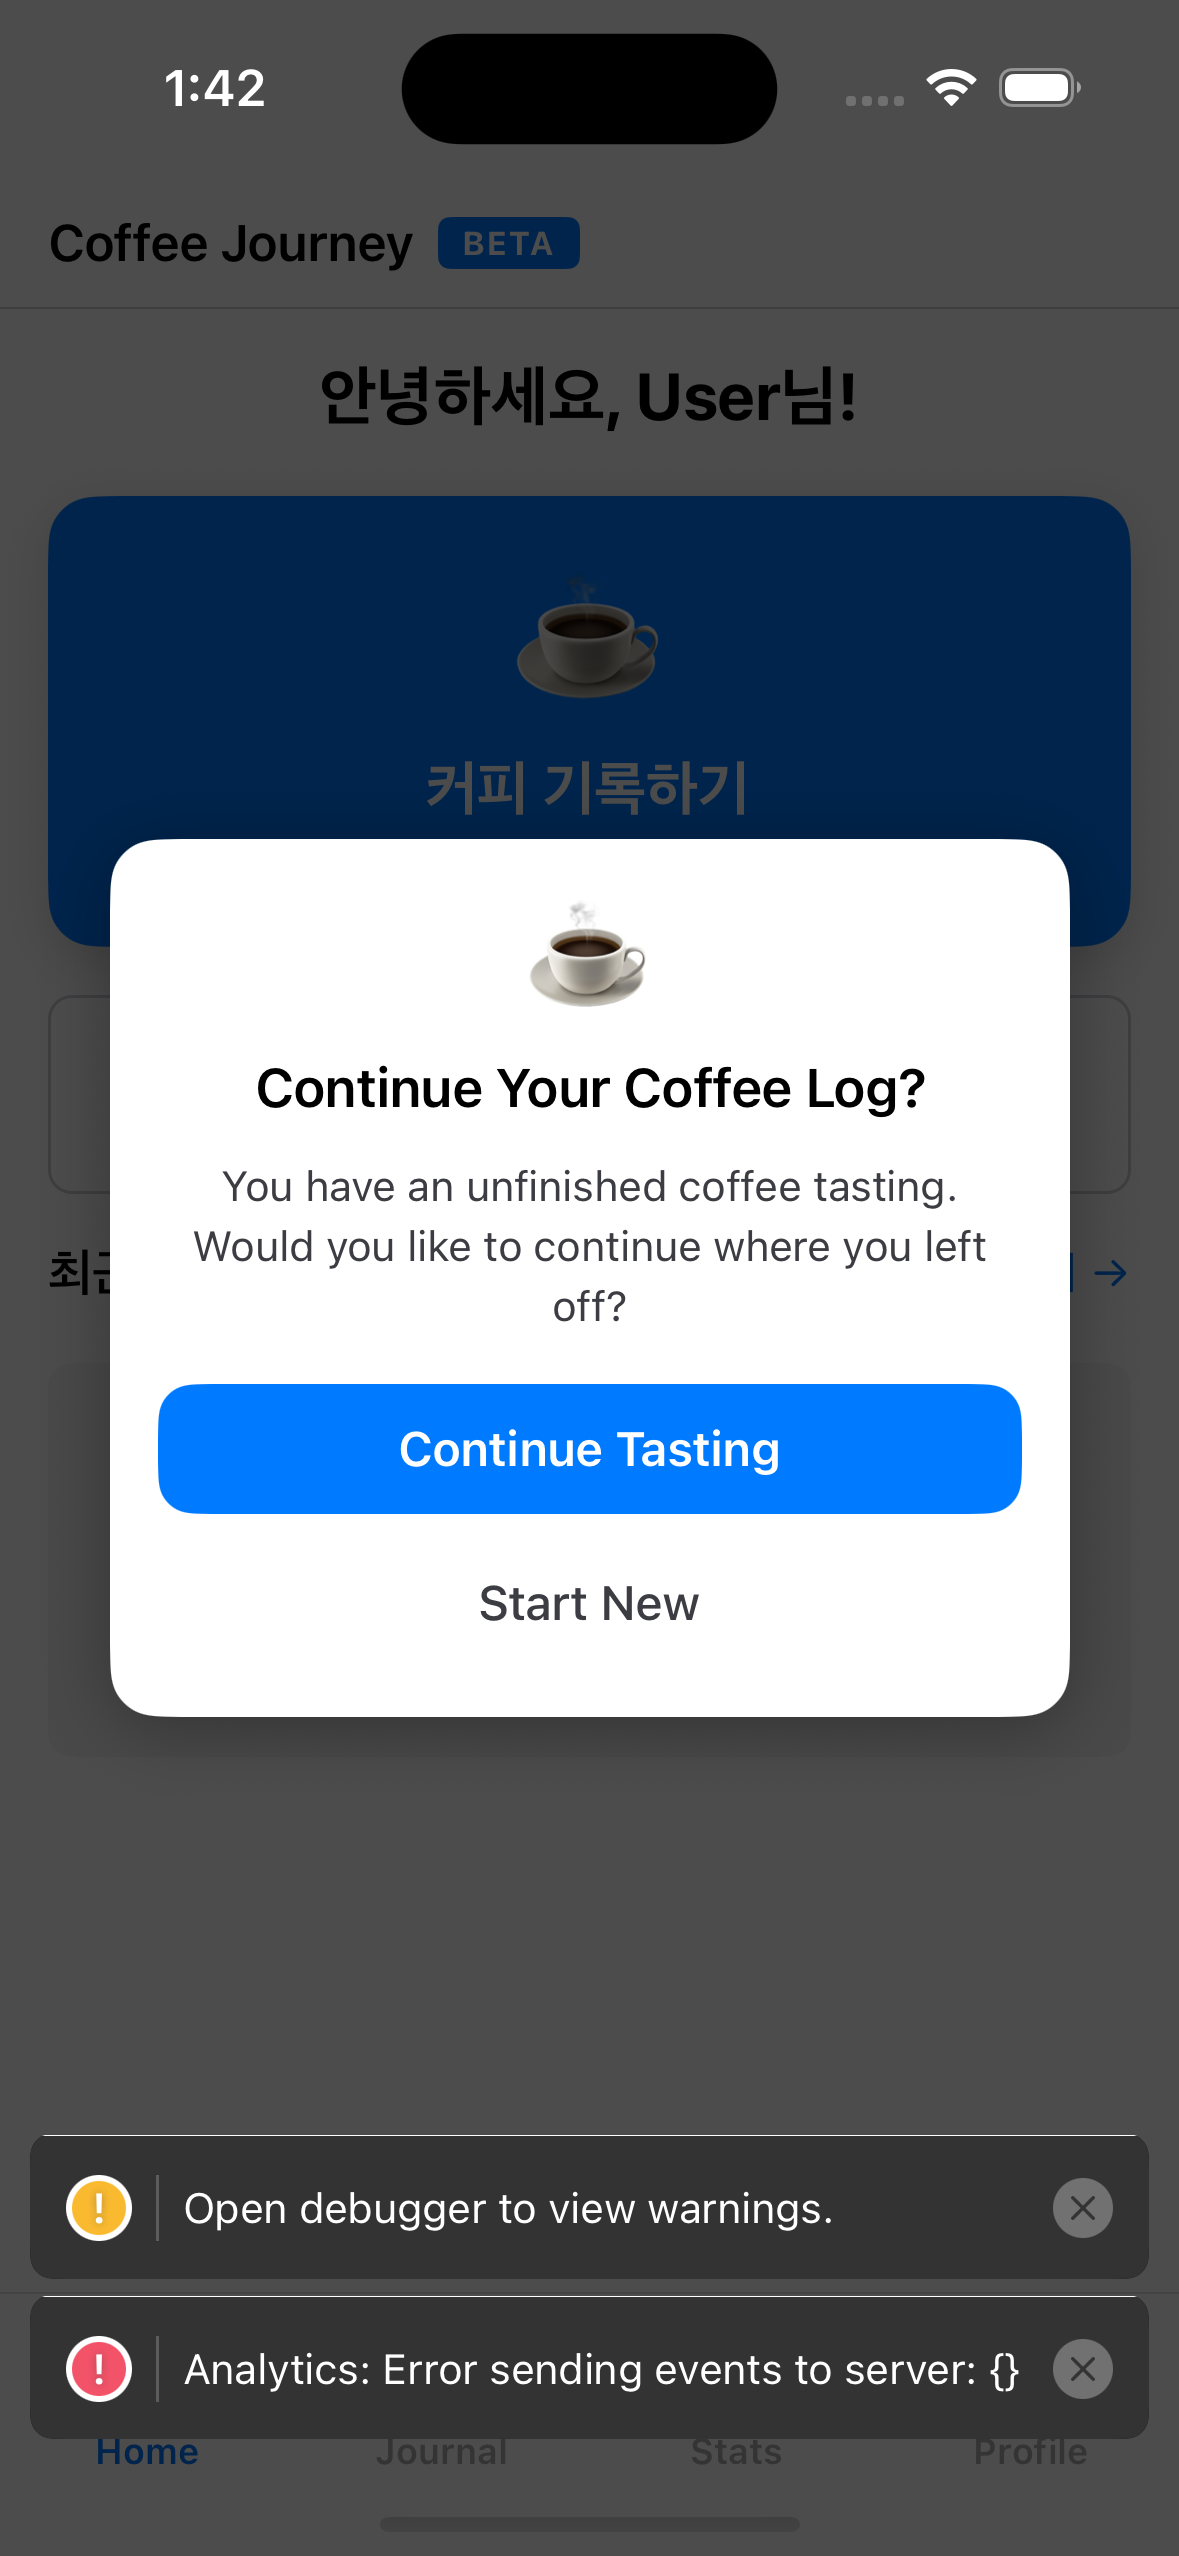 1:42
Coffee Journey BETA
안녕하세요, User님!
커피 기록하기
Continue Your Coffee Log?
You have an unfinished coffee tasting.
Would you like to continue where you left
off?
Continue Tasting
Start New
Open debugger to view warnings.
Analytics: Error sending events to server: {}
Home Journal Stats Profile